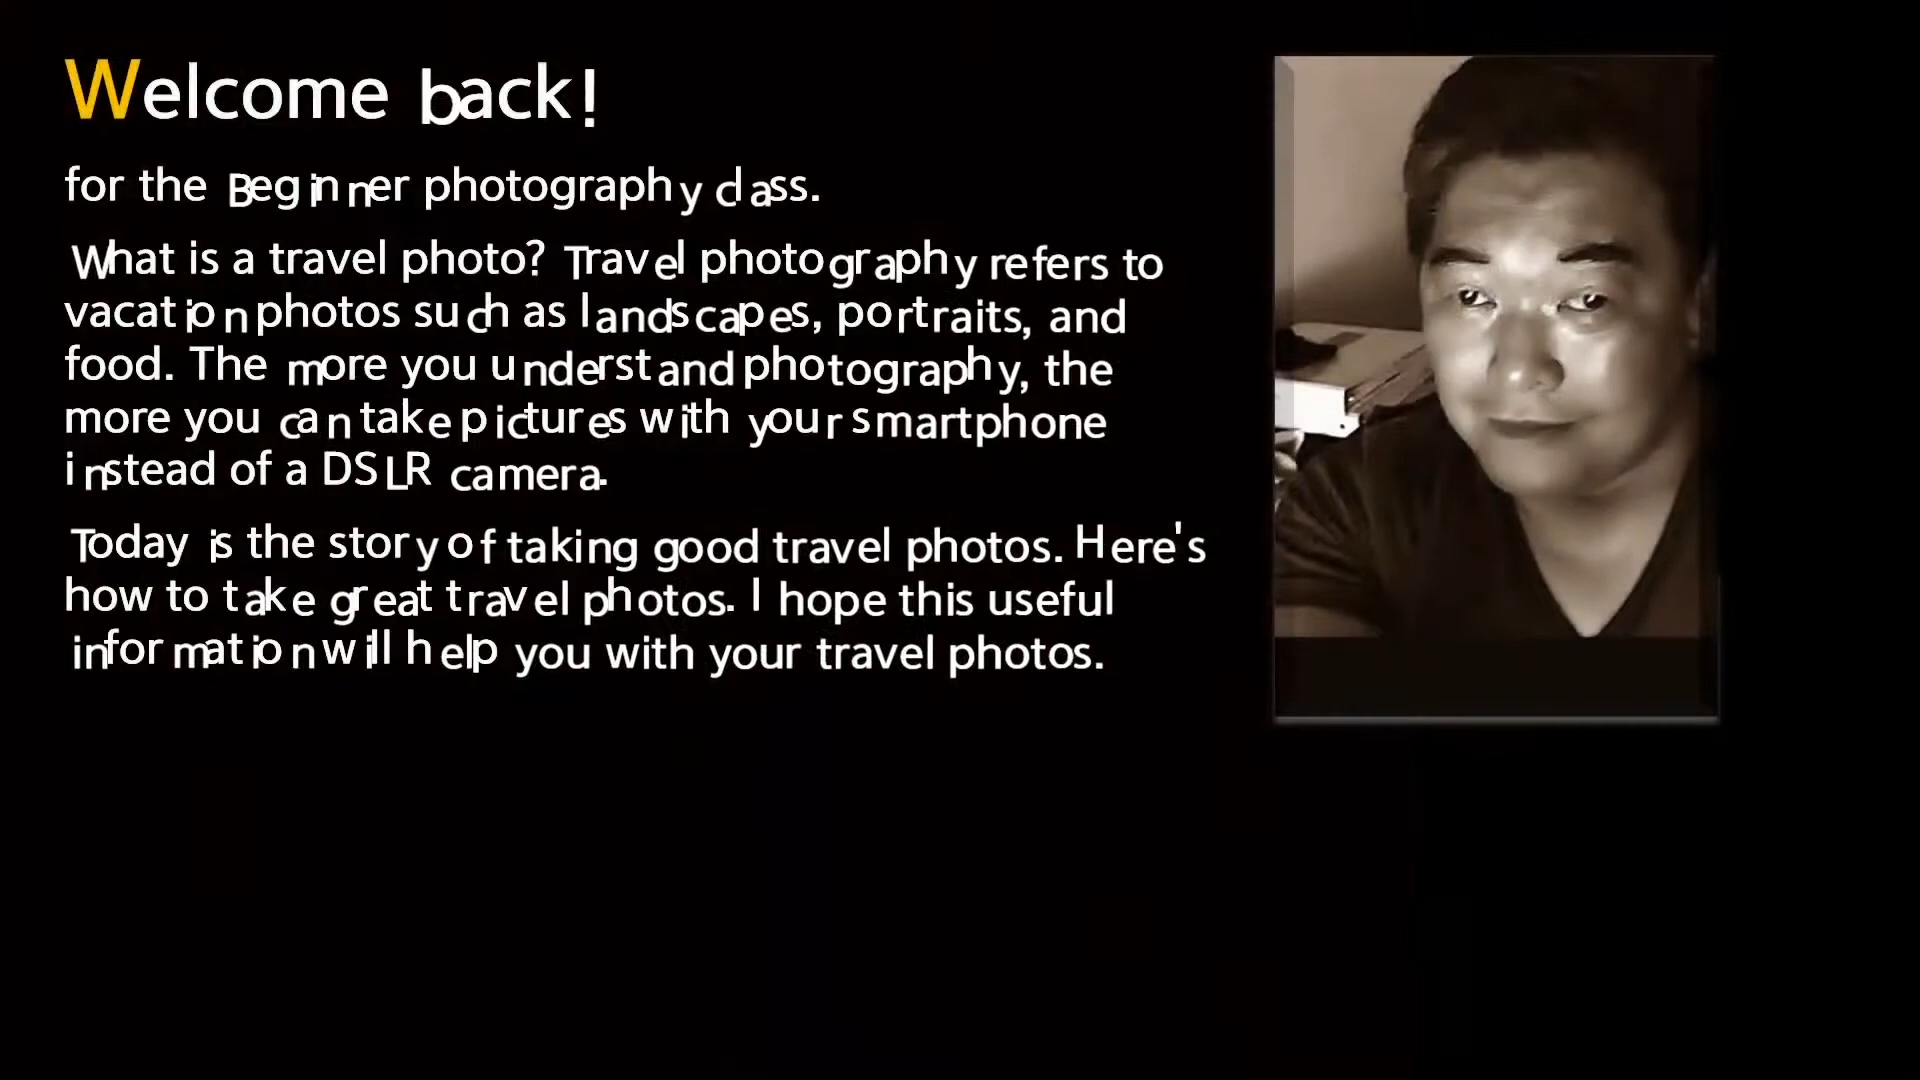 Welcome back!
for the Beginner photography class.
What is a travel photo? Travel photography refers to
vacation photos such as landscapes, portraits, and
food. The more you understand photography, the
more you can take pictures with your smartphone
instead of a DSLR camera.
Today is the story of taking good travel photos. Here's
how to take great travel photos. I hope this useful
information will help you with your travel photos.